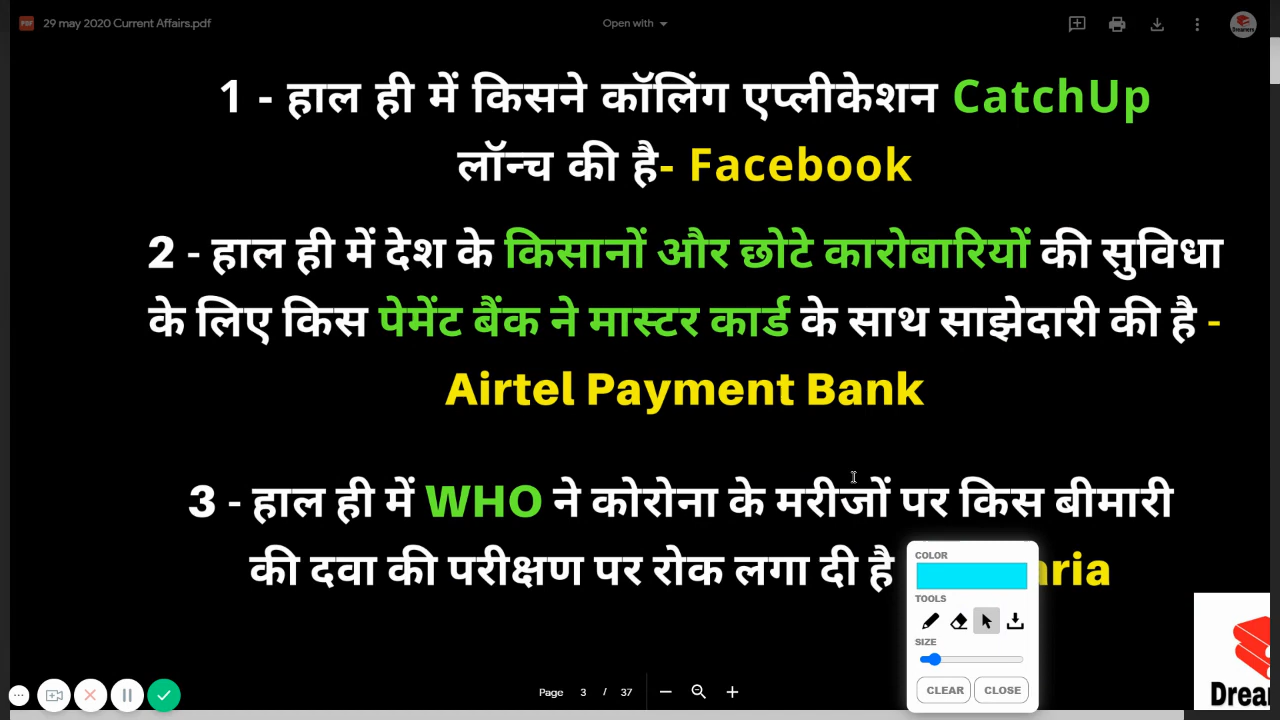 29 may 2020 Current Affairs.pdf
Open with
1 - हाल ही में किसने कॉलिंग एप्लीकेशन CatchUp
लॉन्च की है- Facebook
2 - हाल ही में देश के किसानों और छोटे कारोबारियों की सुविधा
के लिए किस पेमेंट बैंक ने मास्टर कार्ड के साथ साझेदारी की है -
Airtel Payment Bank
3 - हाल ही में WHO ने कोरोना के मरीजों पर किस बीमारी
की दवा की परीक्षण पर रोक लगा दी है
COLOR
TOOLS
SIZE
CLEAR CLOSE
Page 3 / 37